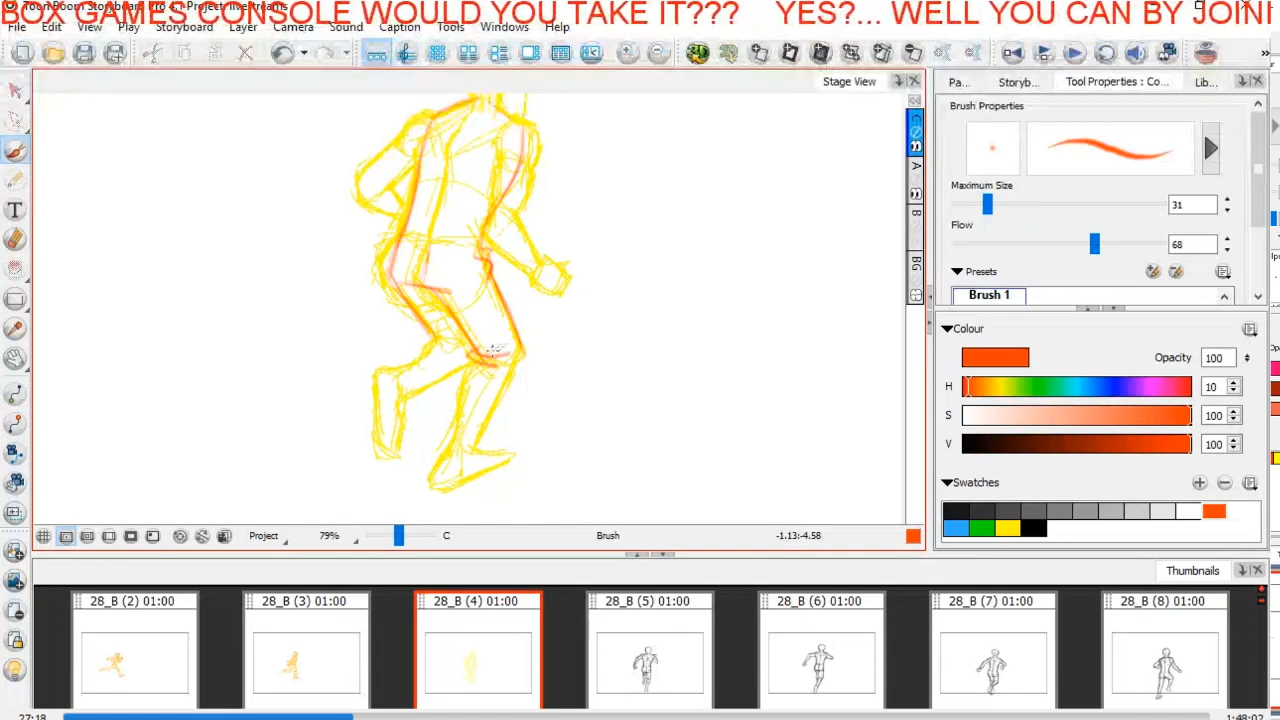 BOX GAMES CONSOLE WOULD YOU TAKE IT??? YES?... WELL YOU CAN BY JOINI
File Edit View Play Storyboard Layer Camera Sound Caption Tools Windows Help
Stage View
Pa... Storyb... Tool Properties : Co... Lib...
Brush Properties
Maximum Size
31
Flow
68
Presets
Brush 1
Colour
Opacity 100
H 10
S 100
V 100
Swatches
A
B
BG
Project 79% C Brush -1.13:-4.58
Thumbnails
28_B (2) 01:00 28_B (3) 01:00 28_B (4) 01:00 28_B (5) 01:00 28_B (6) 01:00 28_B (7) 01:00 28_B (8) 01:00
27:18 1:48:02